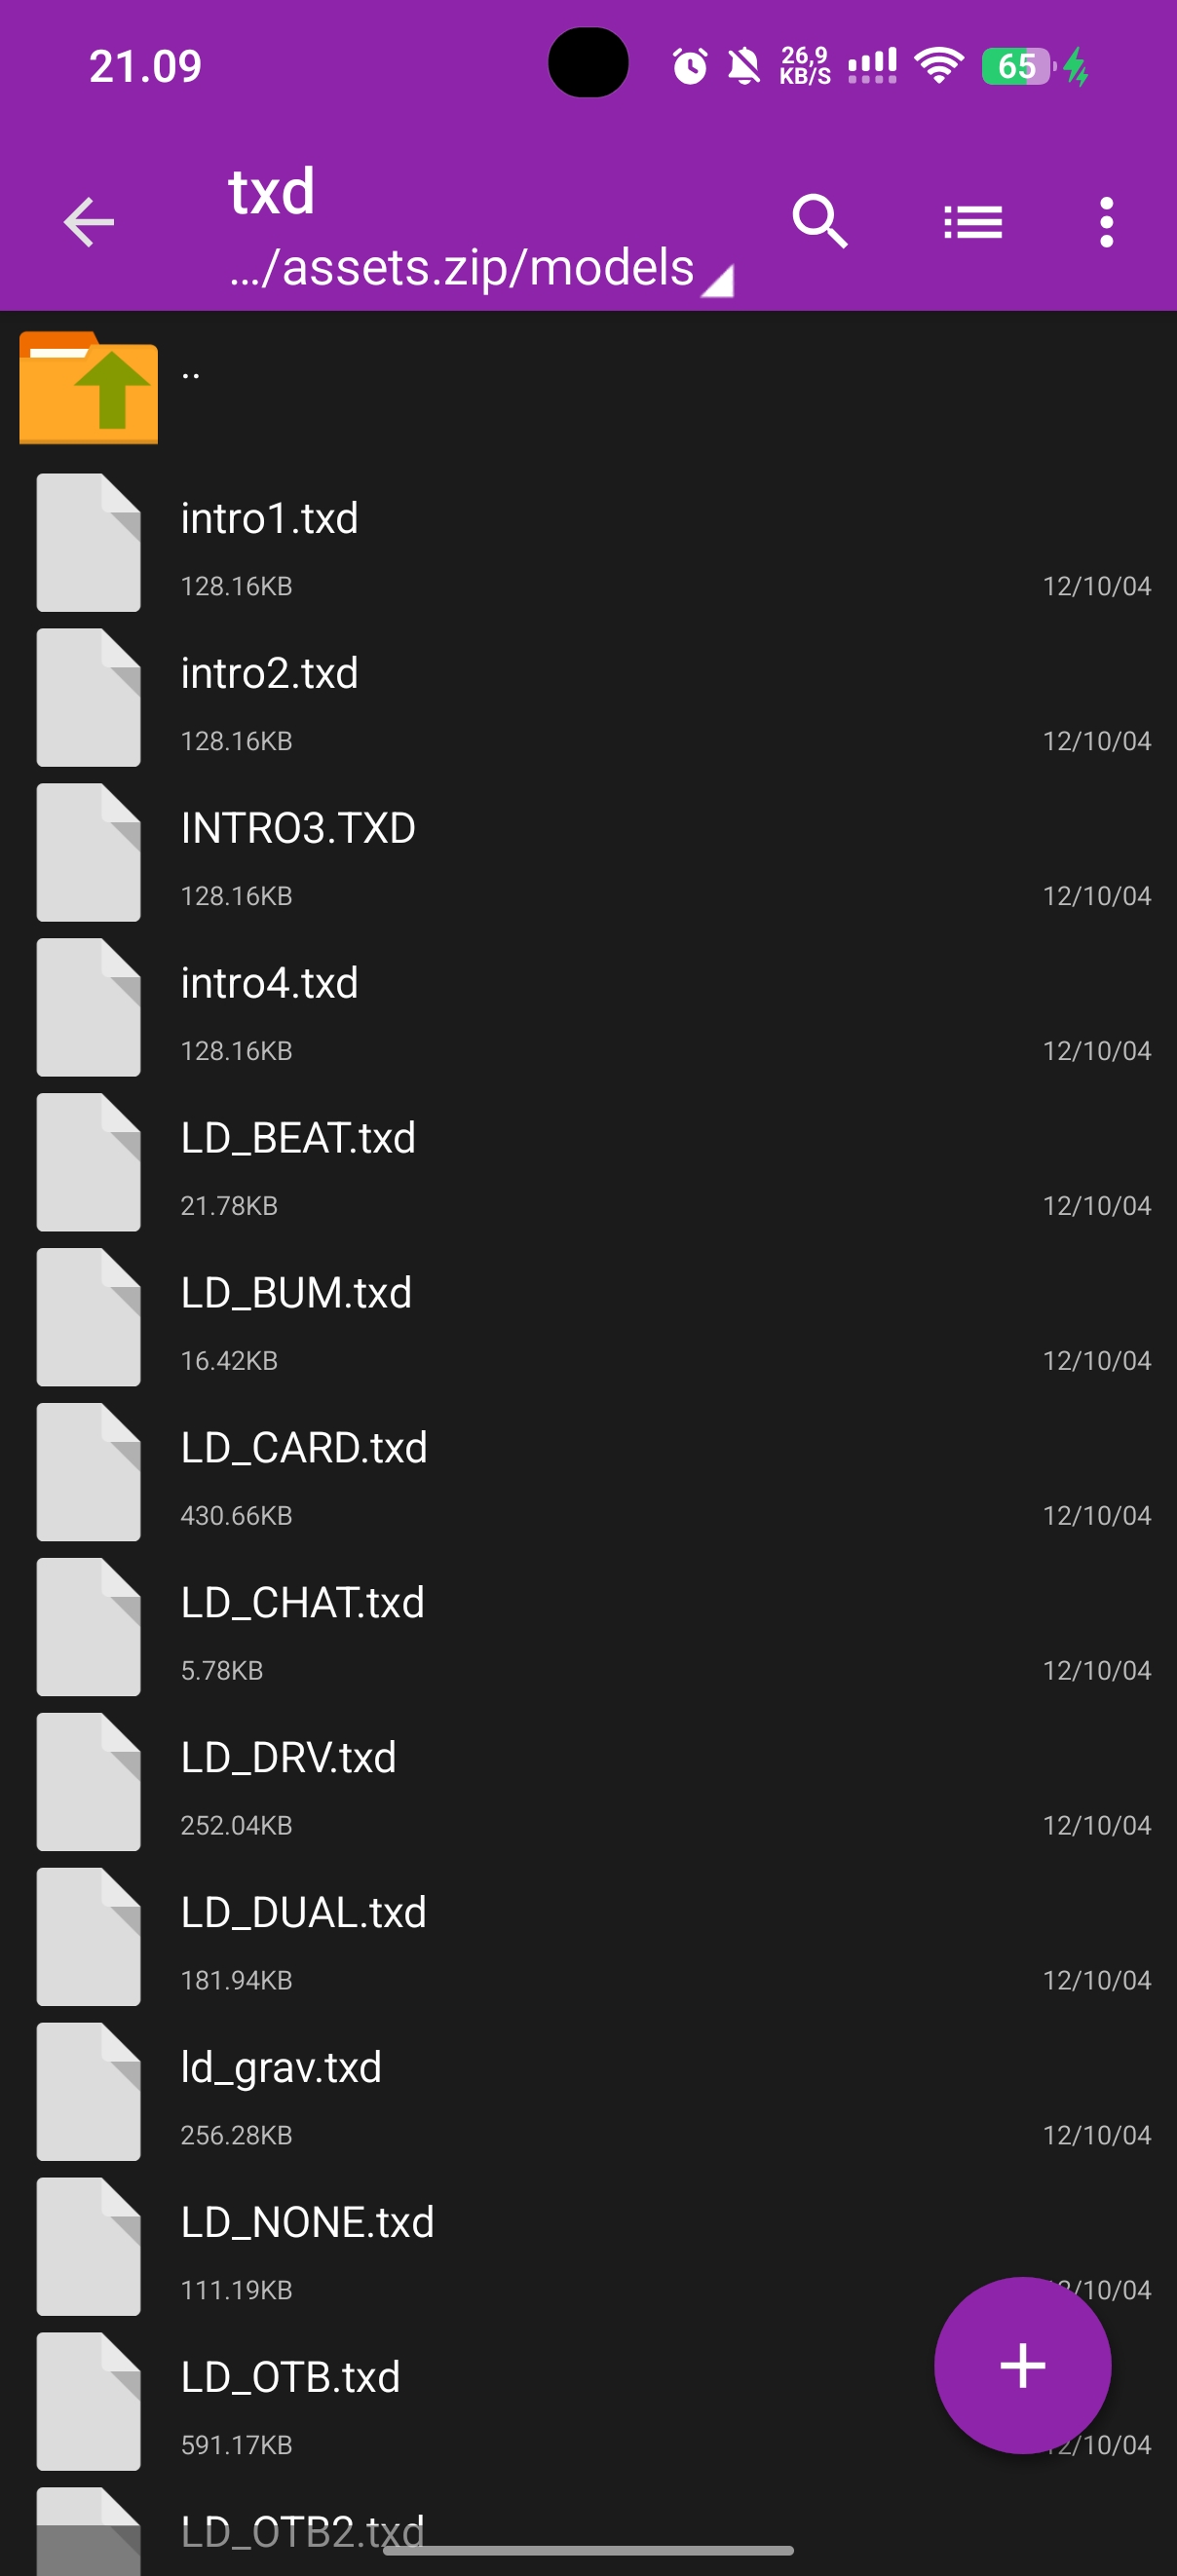 21.09
26,9
KB/S
65
txd
.../assets.zip/models
..
intro1.txd
128.16KB 12/10/04
intro2.txd
128.16KB 12/10/04
INTRO3.TXD
128.16KB 12/10/04
intro4.txd
128.16KB 12/10/04
LD_BEAT.txd
21.78KB 12/10/04
LD_BUM.txd
16.42KB 12/10/04
LD_CARD.txd
430.66KB 12/10/04
LD_CHAT.txd
5.78KB 12/10/04
LD_DRV.txd
252.04KB 12/10/04
LD_DUAL.txd
181.94KB 12/10/04
ld_grav.txd
256.28KB 12/10/04
LD_NONE.txd
111.19KB /10/04
LD_OTB.txd
591.17KB 2/10/04
LD_OTB2.txd